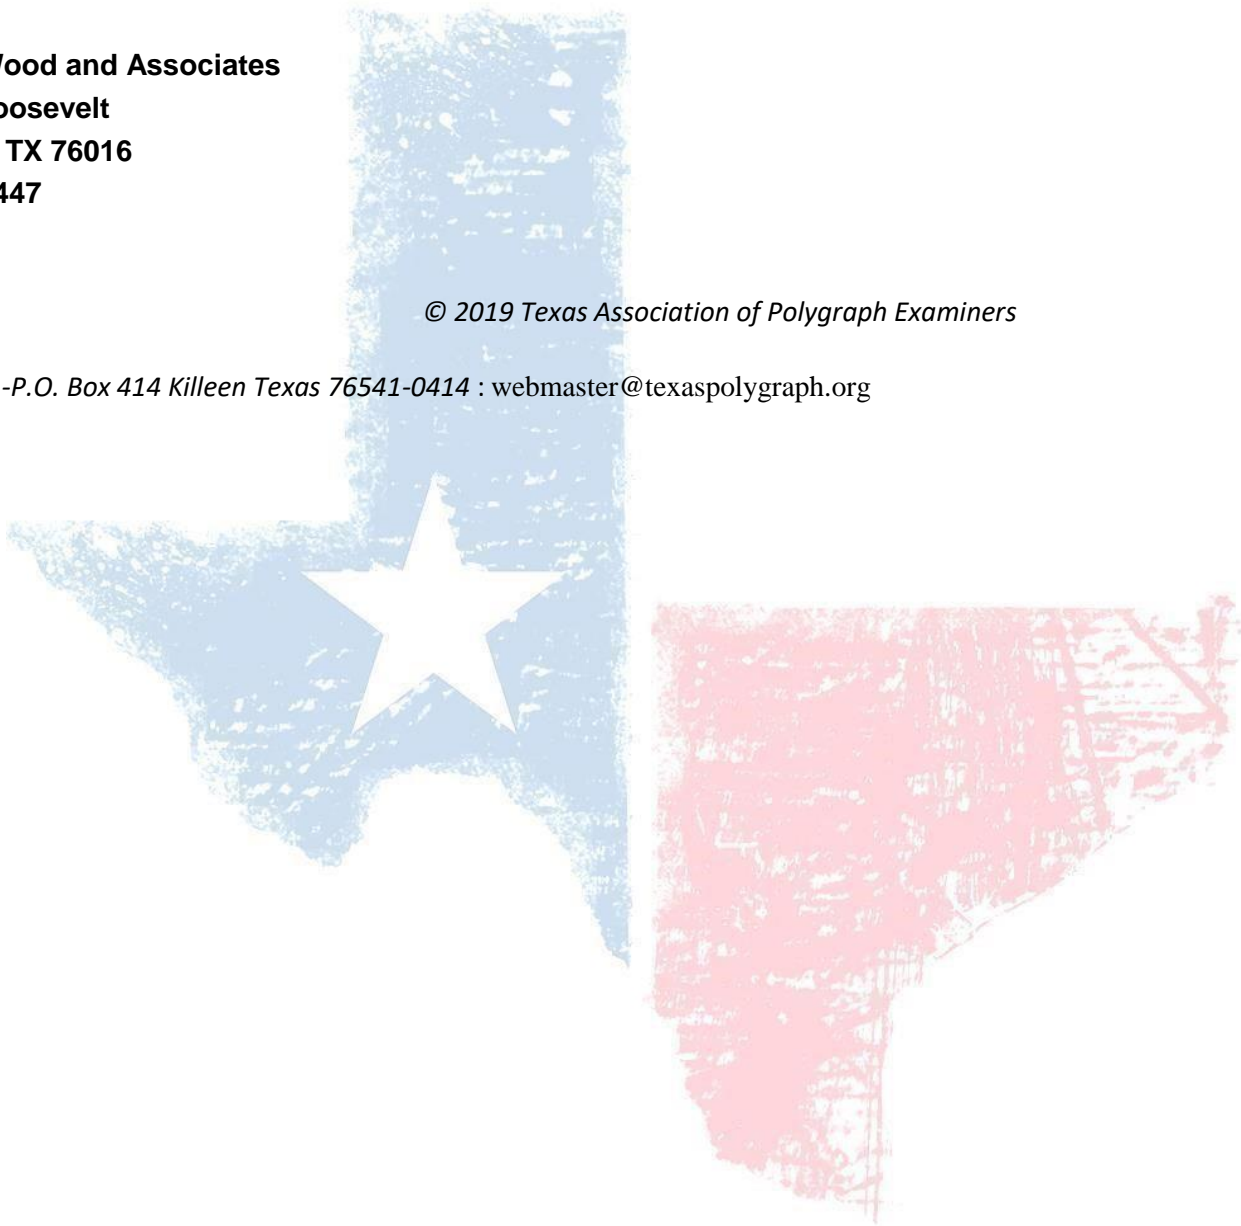 Wood and Associates
oosevelt
TX 76016
447
© 2019 Texas Association of Polygraph Examiners
-P.O. Box 414 Killeen Texas 76541-0414 : webmaster@texaspolygraph.org